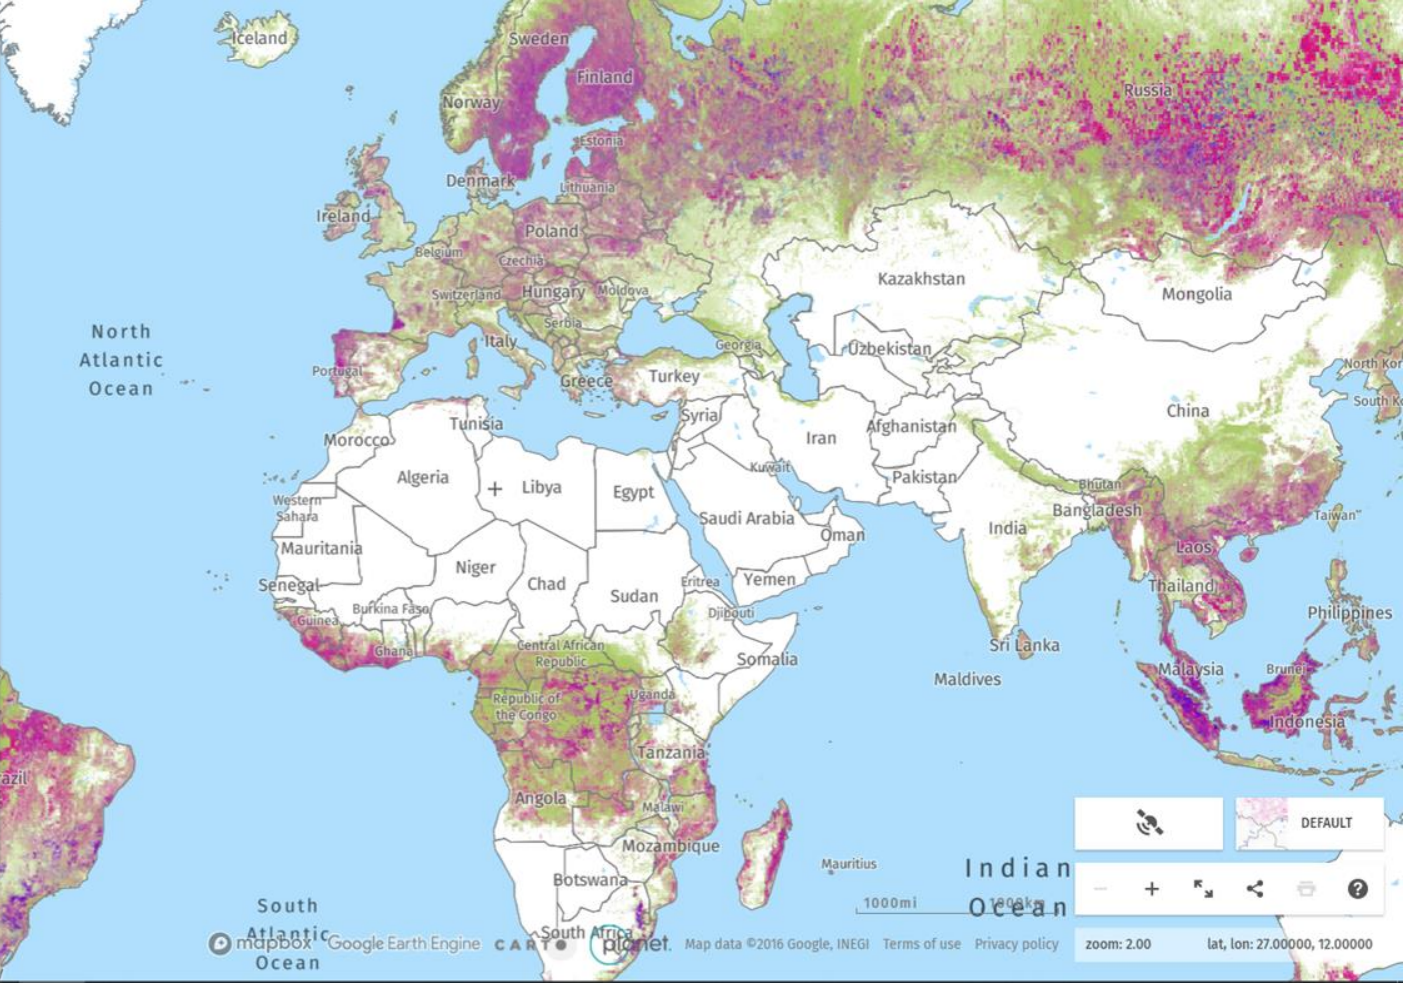 Iceland
Sweden
Finland
Norway
Russia
Estonia
Denmark
Lithuania
Ireland
Poland
Belgium
Czechia
Kazakhstan
Switzerland
Hungary
Moldova
Mongolia
North
Atlantic
Ocean
Serbia
Italy
Georgia
Uzbekistan
North Kor
Portugal
Greece
Turkey
South Ko
China
Syria
Tunisia
Afghanistan
Morocco
Iran
Algeria
Libya
Kuwait
Egypt
Pakistan
Bhutan
Western
Sahara
Bangladesh
Saudi Arabia
Taiwan"
India
Oman
Mauritania
Laos
Niger
Chad
Yemen
Senegal
Eritrea
Thailand
Sudan
Burkina Faso
Djibouti
Guinea
Philippines
Ghana
Central African
Republic
Sri Lanka
Somalia
Maldives
Malaysia
Brunei
Republic of
the Congo
Uganda
Indonesia
Tanzania
azil
Angola
Malawi
DEFAULT
Mozambique
Mauritius
Indian
Ocean
Botswana
1000mi
1000km
South
Atlantic
Ocean
South Africa
mapbox
Google Earth Engine
CARTO
planet.
Map data ©2016 Google, INEGI
Terms of use
Privacy policy
zoom: 2.00
lat, lon: 27.00000, 12.00000